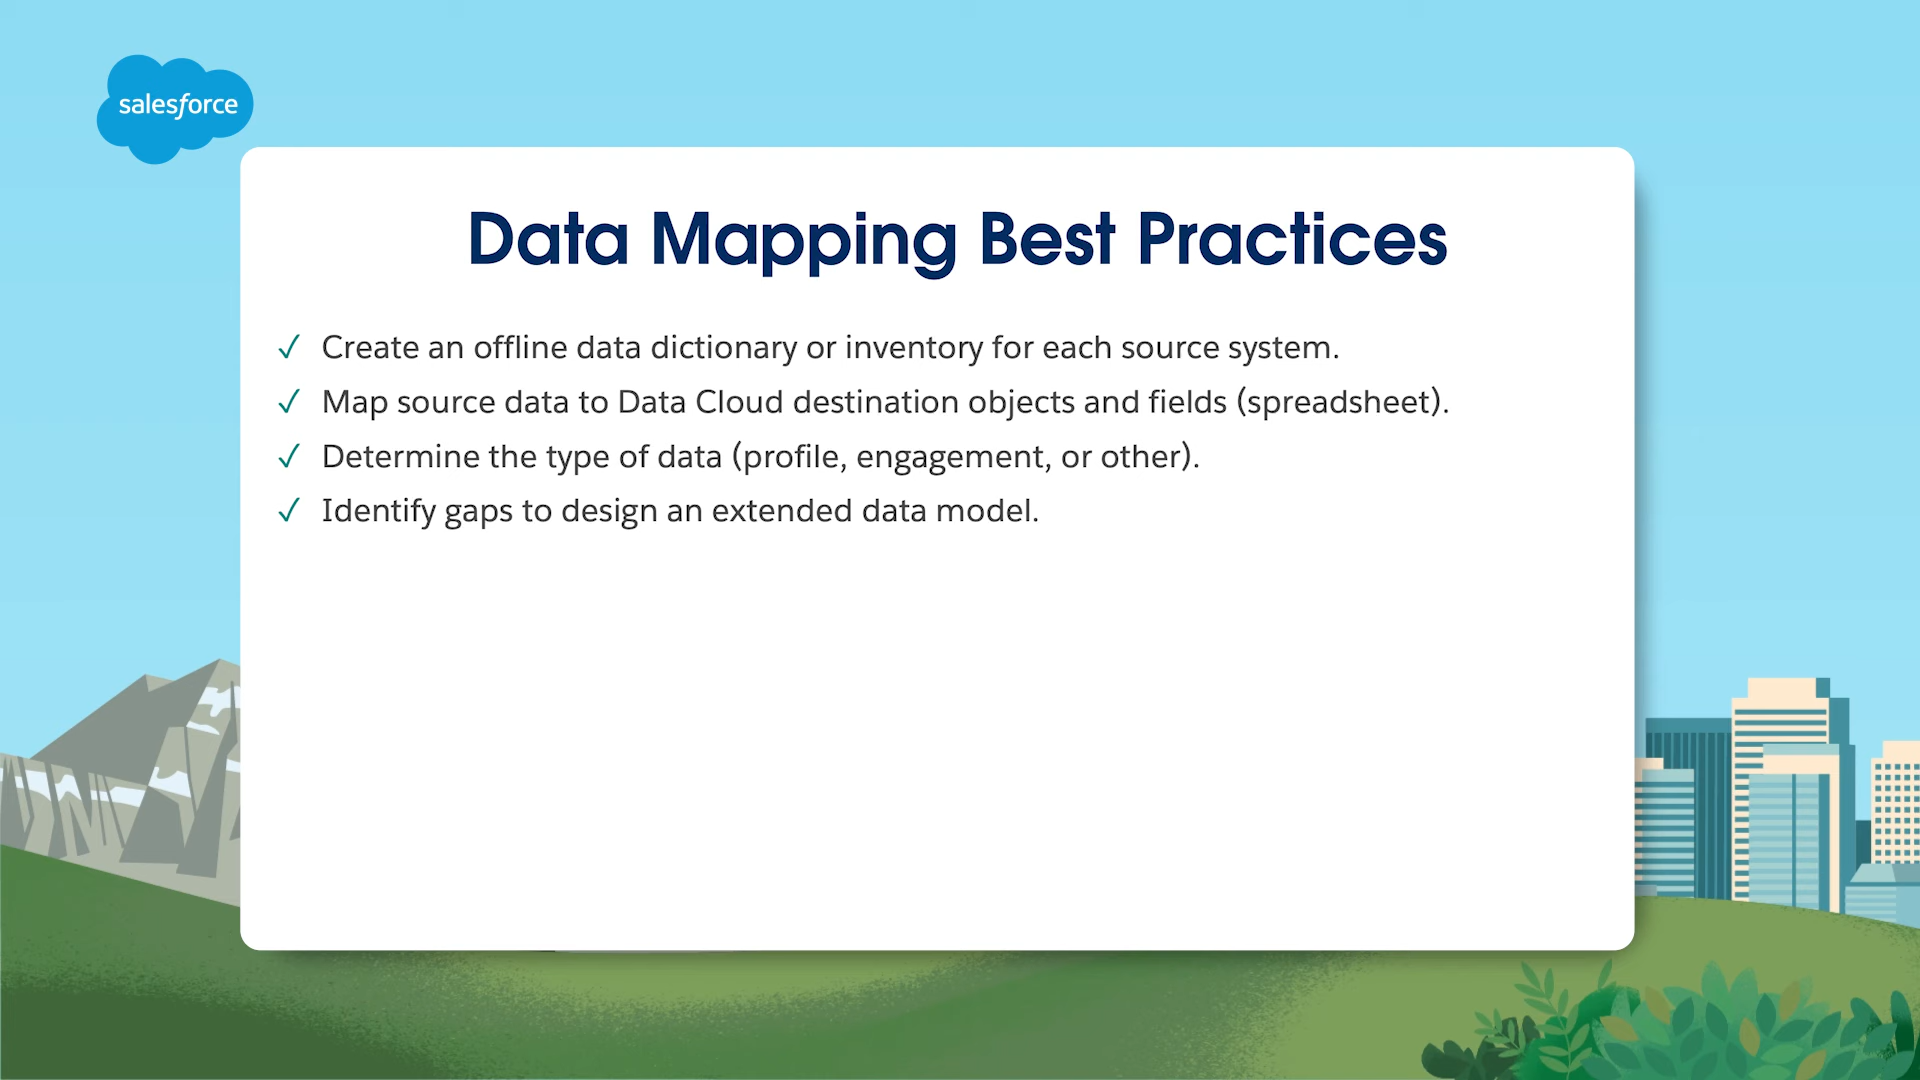 salesforce
Data Mapping Best Practices
✓ Create an offline data dictionary or inventory for each source system.
✓ Map source data to Data Cloud destination objects and fields (spreadsheet).
✓ Determine the type of data (profile, engagement, or other).
✓ Identify gaps to design an extended data model.